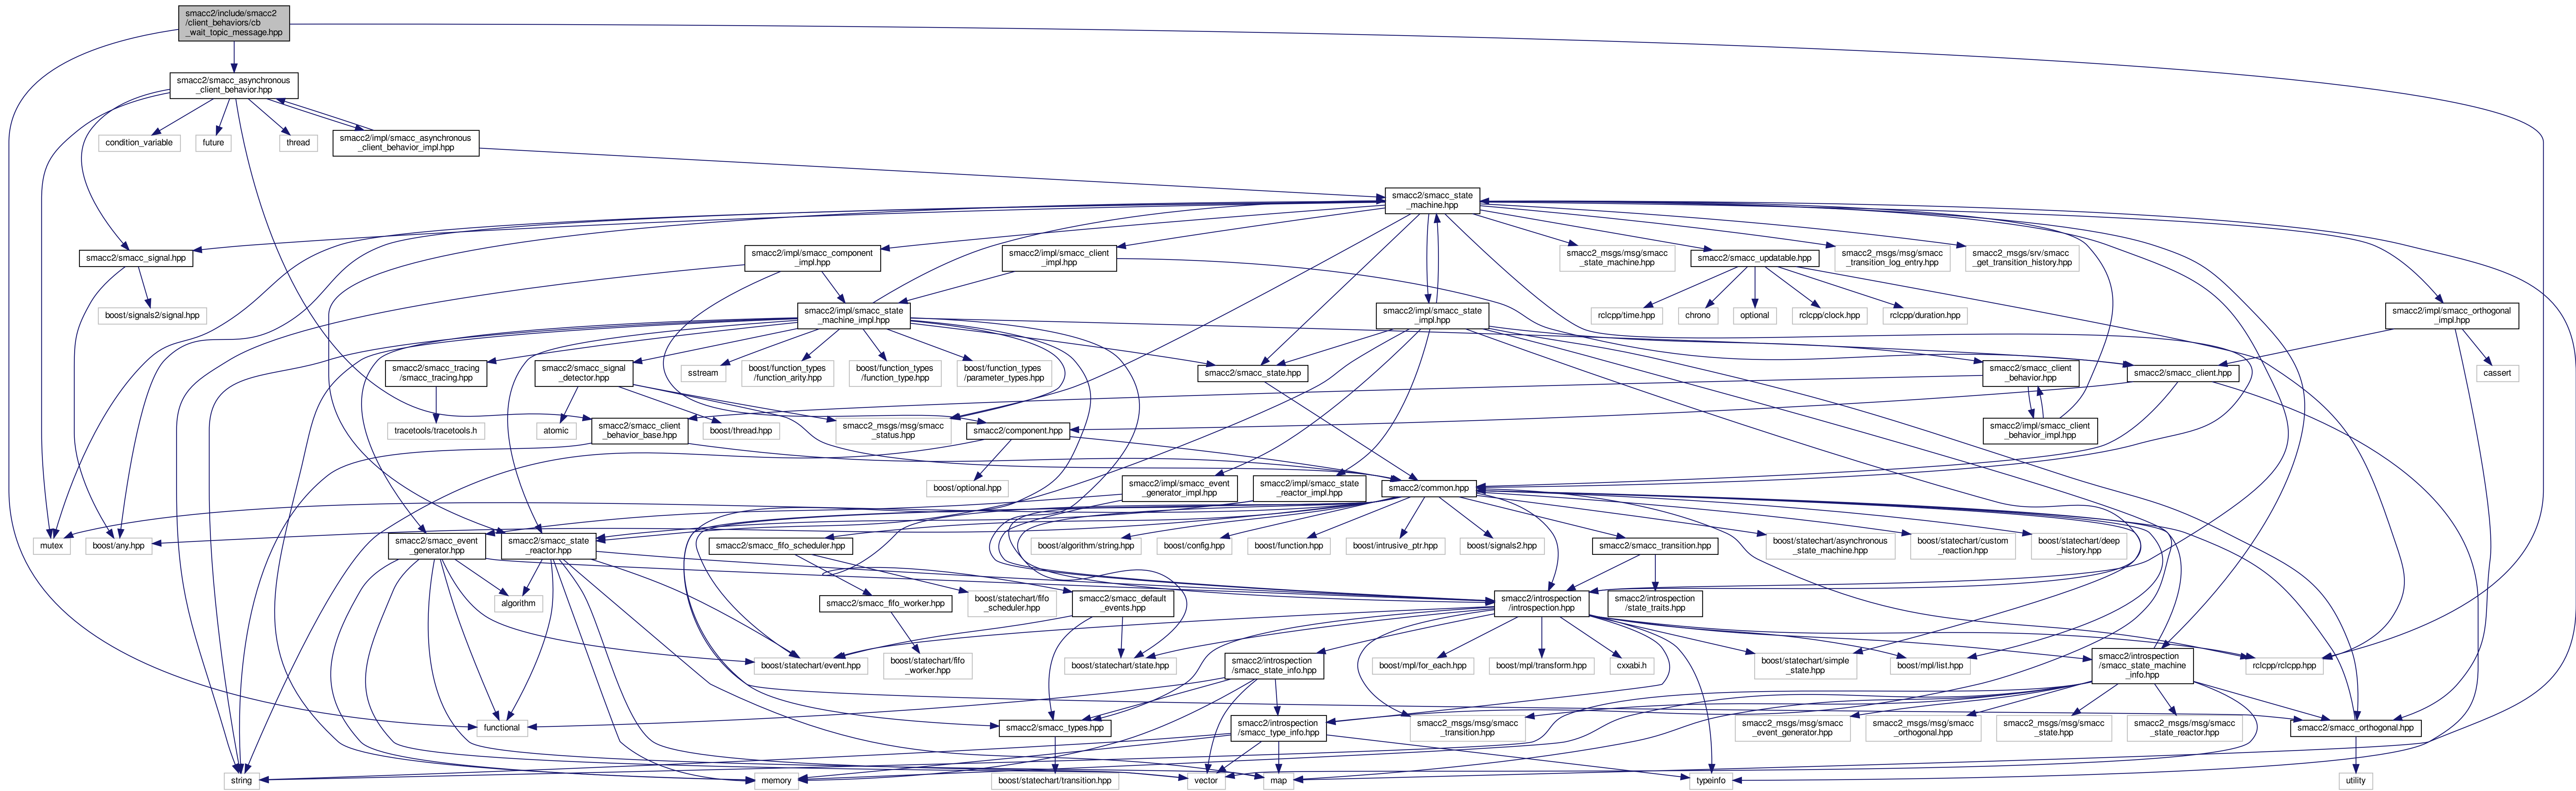 smacc2/include/smacc2
/client_behaviors/cb
_wait_topic_message.hpp
smacc2/smacc_asynchronous
_client_behavior.hpp
condition_variable
future
thread
smacc2/impl/smacc_asynchronous
_client_behavior_impl.hpp
smacc2/smacc_state
_machine.hpp
smacc2/smacc_signal.hpp
smacc2/impl/smacc_component
_impl.hpp
smacc2/impl/smacc_client
_impl.hpp
smacc2_msgs/msg/smacc
_state_machine.hpp
smacc2/smacc_updatable.hpp
smacc2_msgs/msg/smacc
_transition_log_entry.hpp
smacc2_msgs/srv/smacc
_get_transition_history.hpp
boost/signals2/signal.hpp
smacc2/impl/smacc_state
_machine_impl.hpp
smacc2/impl/smacc_state
_impl.hpp
rclcpp/time.hpp
chrono
optional
rclcpp/clock.hpp
rclcpp/duration.hpp
smacc2/impl/smacc_orthogonal
_impl.hpp
smacc2/smacc_tracing
/smacc_tracing.hpp
smacc2/smacc_signal
_detector.hpp
sstream
boost/function_types
/function_arity.hpp
boost/function_types
/function_type.hpp
boost/function_types
/parameter_types.hpp
smacc2/smacc_state.hpp
smacc2/smacc_client
_behavior.hpp
smacc2/smacc_client.hpp
cassert
tracetools/tracetools.h
atomic
smacc2/smacc_client
_behavior_base.hpp
boost/thread.hpp
smacc2_msgs/msg/smacc
_status.hpp
smacc2/component.hpp
smacc2/impl/smacc_client
_behavior_impl.hpp
boost/optional.hpp
smacc2/impl/smacc_event
_generator_impl.hpp
smacc2/impl/smacc_state
_reactor_impl.hpp
smacc2/common.hpp
mutex
boost/any.hpp
smacc2/smacc_event
_generator.hpp
smacc2/smacc_state
_reactor.hpp
smacc2/smacc_fifo_scheduler.hpp
boost/algorithm/string.hpp
boost/config.hpp
boost/function.hpp
boost/intrusive_ptr.hpp
boost/signals2.hpp
smacc2/smacc_transition.hpp
boost/statechart/asynchronous
_state_machine.hpp
boost/statechart/custom
_reaction.hpp
boost/statechart/deep
_history.hpp
algorithm
smacc2/smacc_fifo_worker.hpp
boost/statechart/fifo
_scheduler.hpp
smacc2/smacc_default
_events.hpp
smacc2/introspection
/introspection.hpp
smacc2/introspection
/state_traits.hpp
boost/statechart/event.hpp
boost/statechart/fifo
_worker.hpp
boost/statechart/state.hpp
smacc2/introspection
/smacc_state_info.hpp
boost/mpl/for_each.hpp
boost/mpl/transform.hpp
cxxabi.h
boost/statechart/simple
_state.hpp
boost/mpl/list.hpp
smacc2/introspection
/smacc_state_machine
_info.hpp
rclcpp/rclcpp.hpp
functional
smacc2/smacc_types.hpp
smacc2/introspection
/smacc_type_info.hpp
smacc2_msgs/msg/smacc
_transition.hpp
smacc2_msgs/msg/smacc
_event_generator.hpp
smacc2_msgs/msg/smacc
_orthogonal.hpp
smacc2_msgs/msg/smacc
_state.hpp
smacc2_msgs/msg/smacc
_state_reactor.hpp
smacc2/smacc_orthogonal.hpp
string
memory
boost/statechart/transition.hpp
vector
map
typeinfo
utility